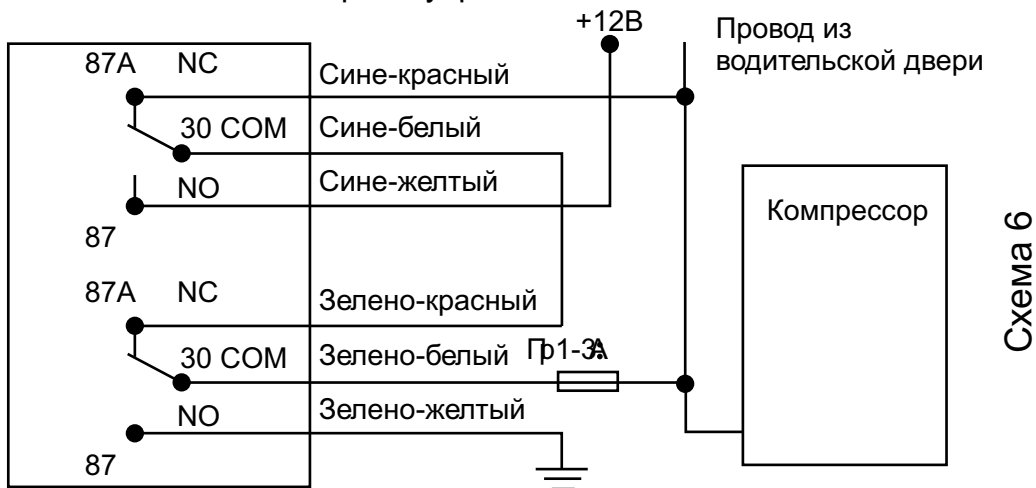 +12В
Провод из
водительской двери
87A NC
Сине-красный
30 COM
Сине-белый
NO
Сине-желтый
87
Компрессор
87A NC
Зелено-красный
30 COM
Зелено-белый
NO
Зелено-желтый
87
Схема 6